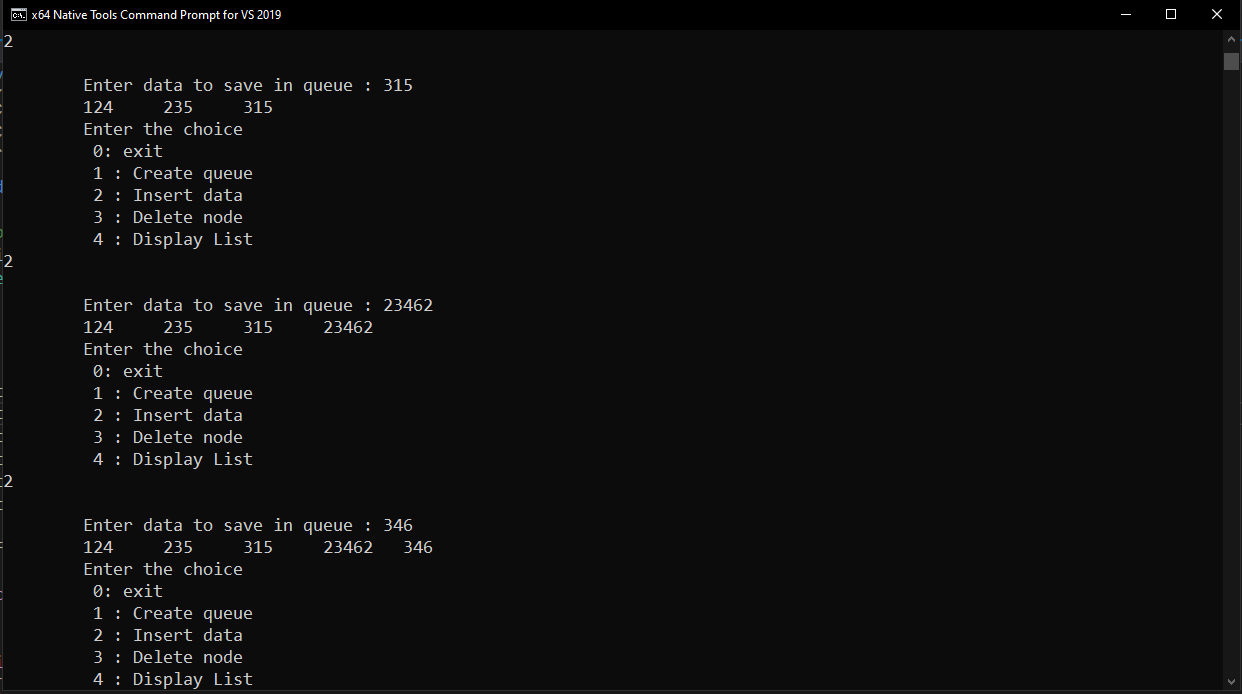 x64 Native Tools Command Prompt for VS 2019
2
Enter data to save in queue : 315
124 235 315
Enter the choice
0: exit
1 : Create queue
2 : Insert data
3 : Delete node
4 : Display List
2
Enter data to save in queue : 23462
124 235 315 23462
Enter the choice
0: exit
1 : Create queue
2 : Insert data
3 : Delete node
4 : Display List
2
Enter data to save in queue : 346
124 235 315 23462 346
Enter the choice
0: exit
1 : Create queue
2 : Insert data
3 : Delete node
4 : Display List